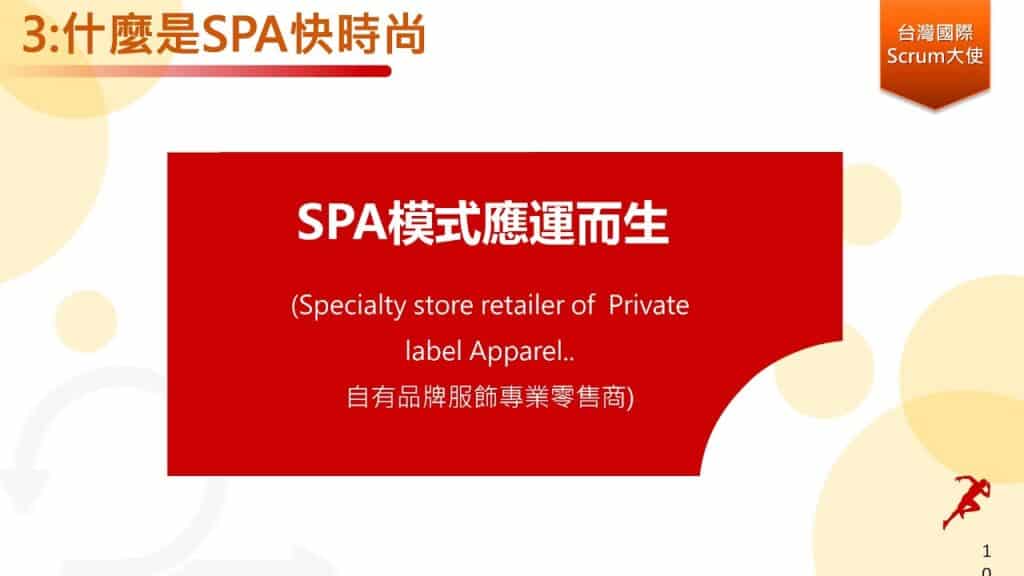 3:什麼是SPA快時尚
台灣國際
Scrum大使
SPA模式應運而生
(Specialty store retailer of Private
label Apparel..
自有品牌服飾專業零售商)
1
0